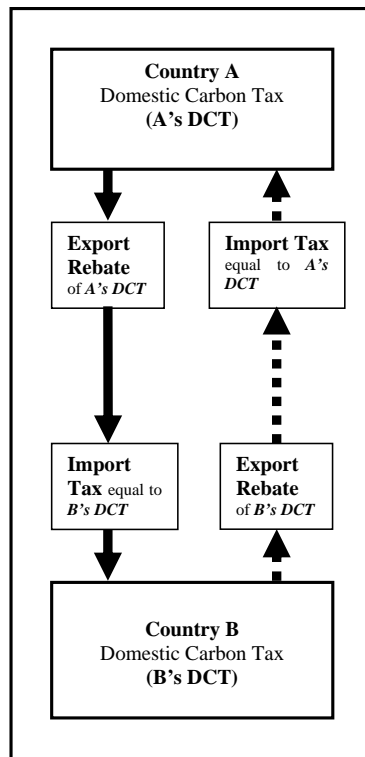 Country A
Domestic Carbon Tax
(A's DCT)
Export
Rebate
of A's DCT
Import Tax
equal to A's
DCT
Import
Tax equal to
B's DCT
Export
Rebate
of B's DCT
Country B
Domestic Carbon Tax
(B's DCT)